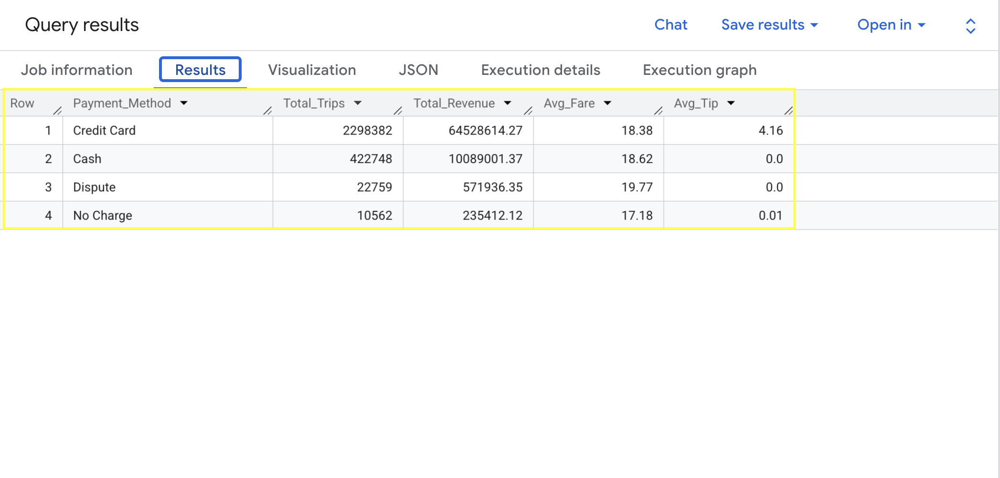 Query results Chat Save results Open in
Job information Results Visualization JSON Execution details Execution graph
Row Payment_Method Total_Trips Total_Revenue Avg_Fare Avg_Tip
1 Credit Card 2298382 64528614.27 18.38 4.16
2 Cash 422748 10089001.37 18.62 0.0
3 Dispute 22759 571936.35 19.77 0.0
4 No Charge 10562 235412.12 17.18 0.01